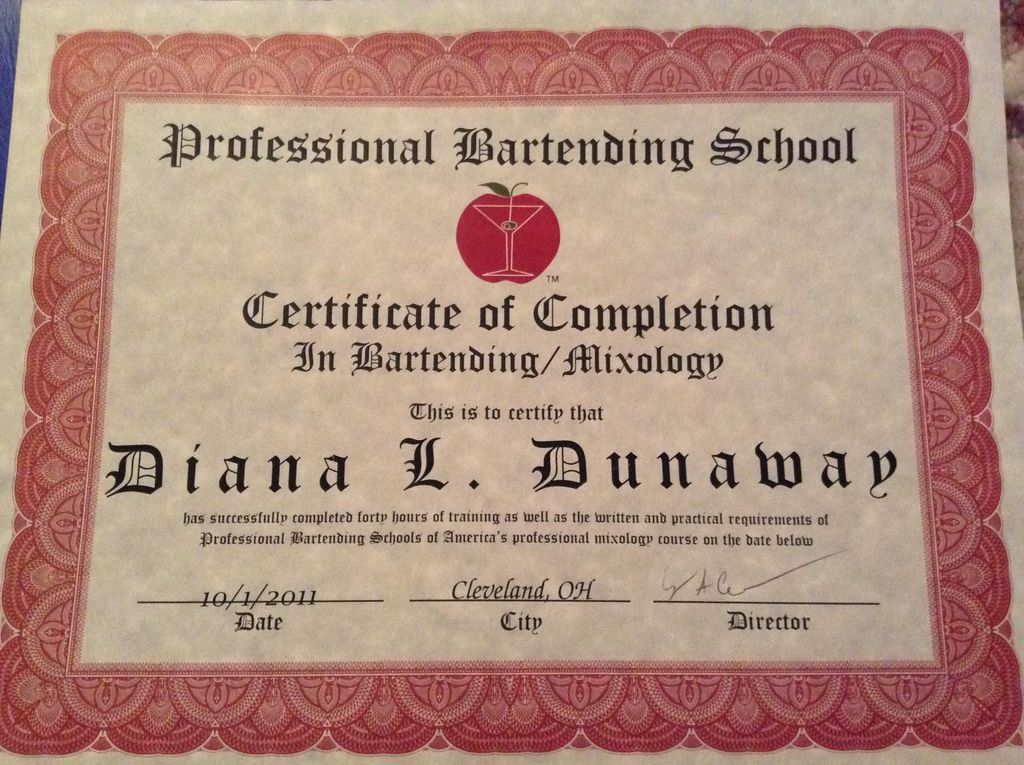 Professional Bartending School
TM
Certificate of Completion
In Bartending/Mixology
This is to certify that
Diana L. Dunaway
has successfully completed forty hours of training as well as the written and practical requirements of
Professional Bartending Schools of America's professional mixology course on the date below
10/1/2011 Cleveland, OH
Date City Director